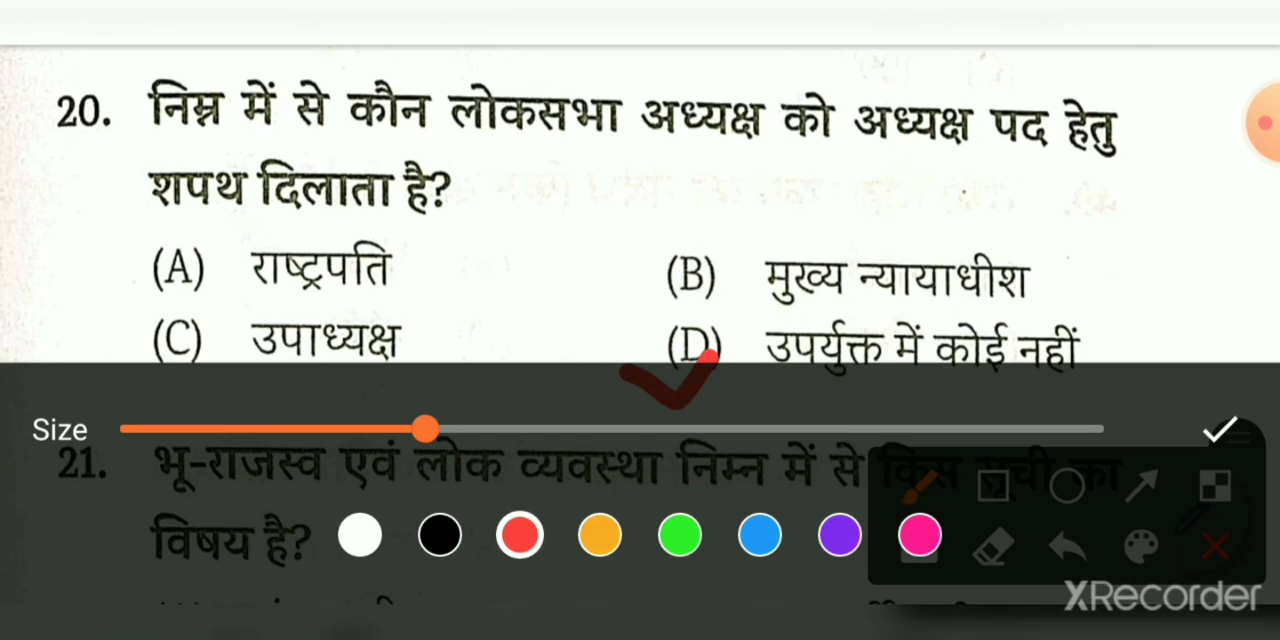 20. निम्न में से कौन लोकसभा अध्यक्ष को अध्यक्ष पद हेतु
शपथ दिलाता है?
(A) राष्ट्रपति (B) मुख्य न्यायाधीश
(C) उपाध्यक्ष (D) उपर्युक्त में कोई नहीं
Size
21. भू-राजस्व एवं लोक व्यवस्था निम्न में से किस सूची का
विषय है?
XRecorder